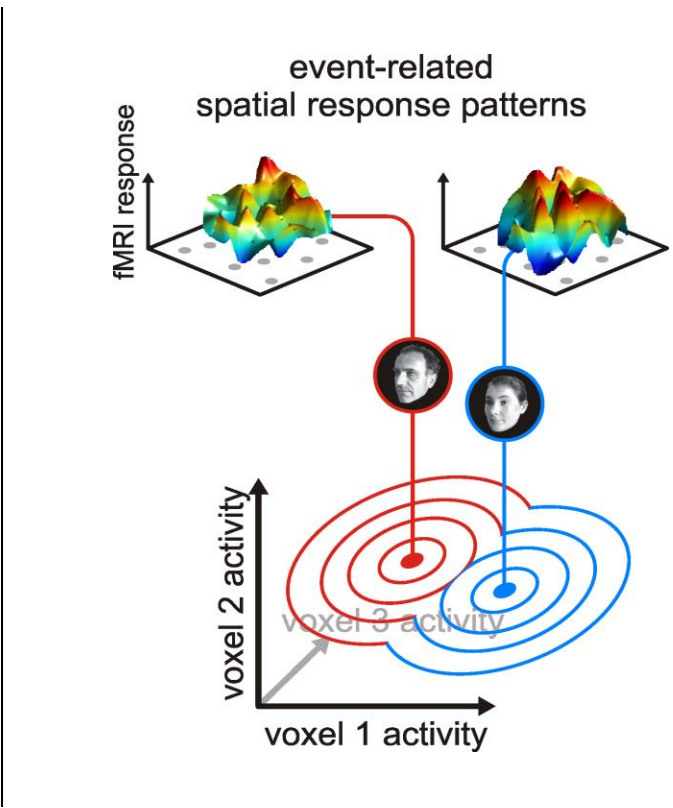 event-related
spatial response patterns
fMRI response
voxel 2 activity
voxel 3 activity
voxel 1 activity